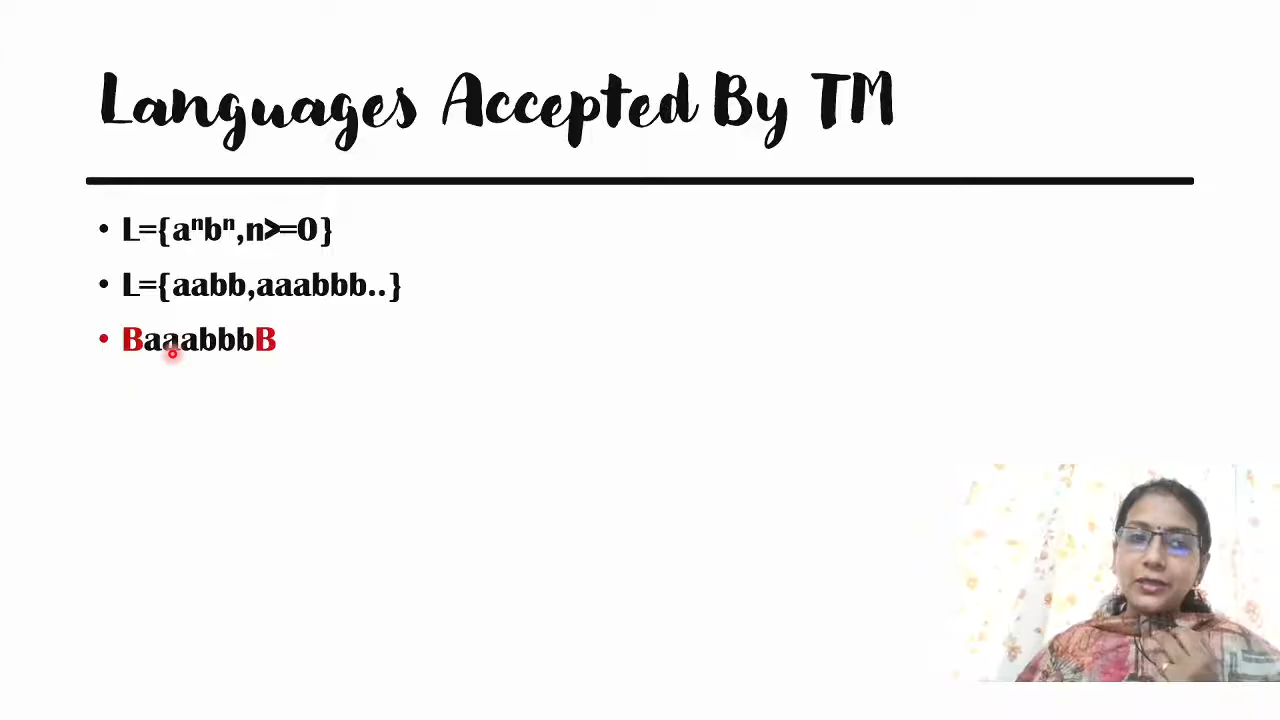 Languages Accepted By TM
• L={aⁿbⁿ,n>=0}
• L={aabb,aaabbb..}
• BaaabbbB